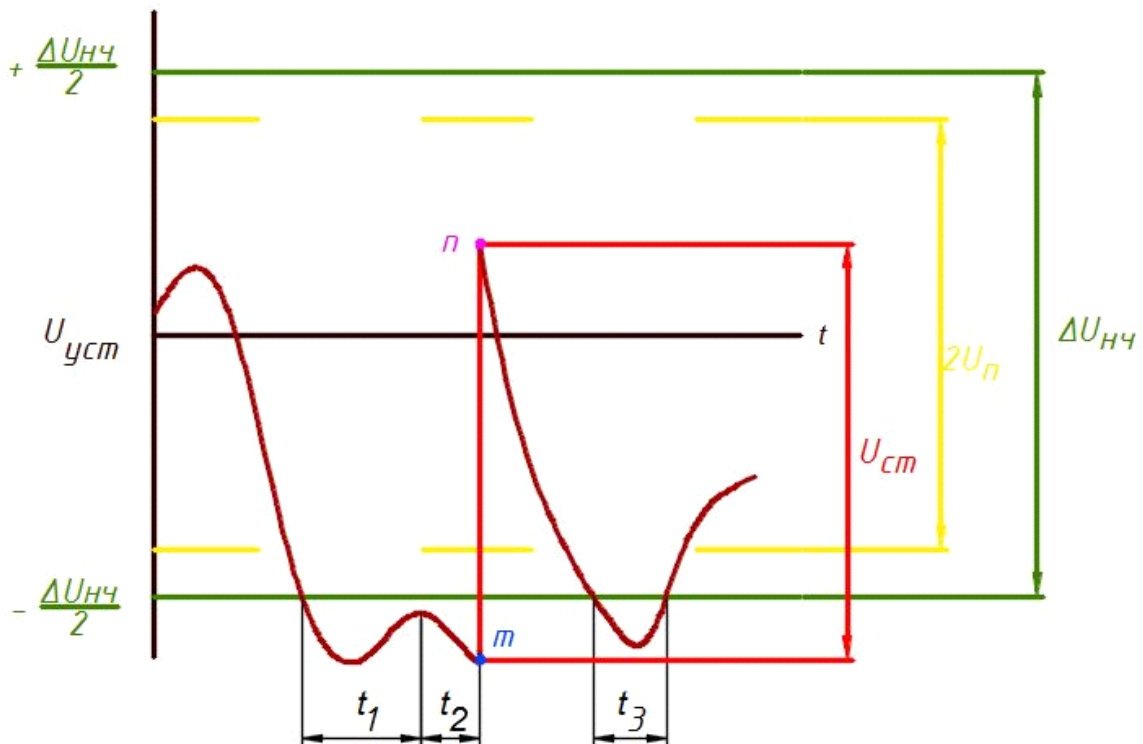 + ΔUнч/2
n
Uуст
t
2Uп
ΔUнч
Uст
- ΔUнч/2
m
t1
t2
t3